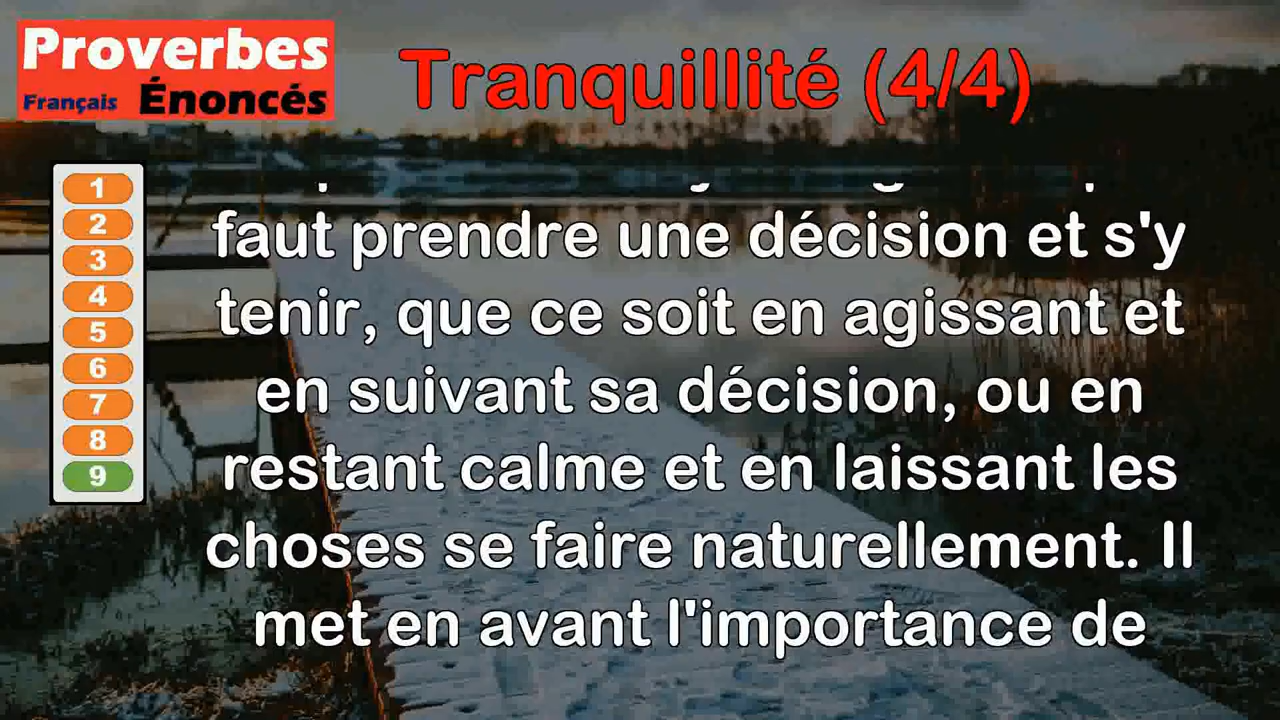 Proverbes
Français Énoncés
Tranquillité (4/4)
1
2
3
4
5
6
7
8
9
faut prendre une décision et s'y
tenir, que ce soit en agissant et
en suivant sa décision, ou en
restant calme et en laissant les
choses se faire naturellement. Il
met en avant l'importance de